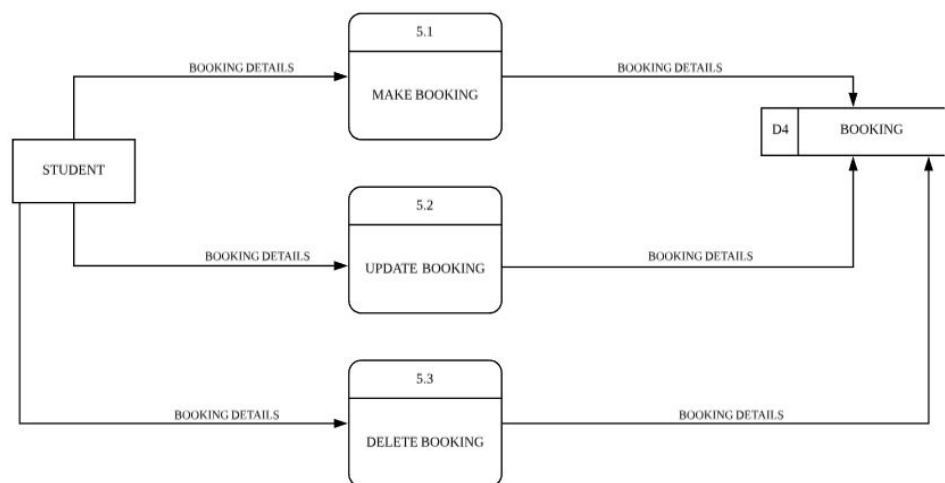 5.1
BOOKING DETAILS
BOOKING DETAILS
MAKE BOOKING
D4
BOOKING
STUDENT
5.2
BOOKING DETAILS
BOOKING DETAILS
UPDATE BOOKING
5.3
BOOKING DETAILS
BOOKING DETAILS
DELETE BOOKING